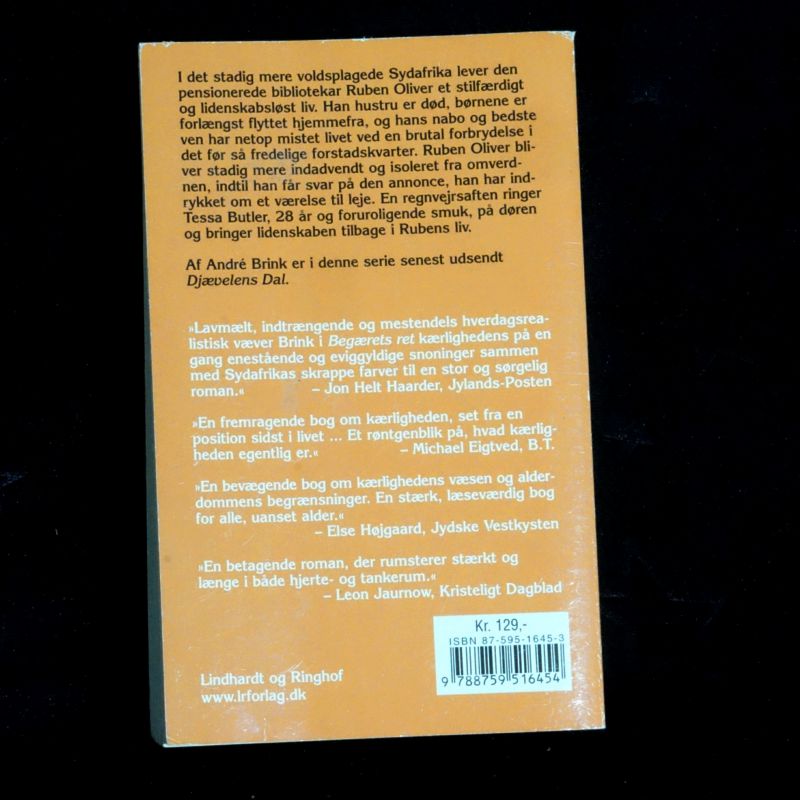 I det stadig mere voldsplagede Sydafrika lever den
pensionerede bibliotekar Ruben Oliver et stilfærdigt
og lidenskabsløst liv. Han hustru er død, børnene er
forlængst flyttet hjemmefra, og hans nabo og bedste
ven har netop mistet livet ved en brutal forbrydelse i
det før så fredelige forstadskvarter. Ruben Oliver bli-
ver stadig mere indadvendt og isoleret fra omverd-
nen, indtil han får svar på den annonce, han har ind-
rykket om et værelse til leje. En regnvejrsaften ringer
Tessa Butler, 28 år og foruroligende smuk, på døren
og bringer lidenskaben tilbage i Rubens liv.
Af André Brink er i denne serie senest udsendt
Djævelens Dal.
»Lavmælt, indtrængende og mestendels hverdagsrea-
listisk væver Brink i Begærets ret kærlighedens på en
gang enestående og eviggyldige snoninger sammen
med Sydafrikas skrappe farver til en stor og sørgelig
roman.« – Jon Helt Haarder, Jylands-Posten
»En fremragende bog om kærligheden, set fra en
position sidst i livet ... Et røntgenblik på, hvad kærlig-
heden egentlig er.« – Michael Eigtved, B.T.
»En bevægende bog om kærlighedens væsen og alder-
dommens begrænsninger. En stærk, læseværdig bog
for alle, uanset alder.«
– Else Højgaard, Jydske Vestkysten
»En betagende roman, der rumsterer stærkt og
længe i både hjerte- og tankerum.«
– Leon Jaurnow, Kristeligt Dagblad
Kr. 129,-
ISBN 87-595-1645-3
9 788759 516454
Lindhardt og Ringhof
www.lrforlag.dk